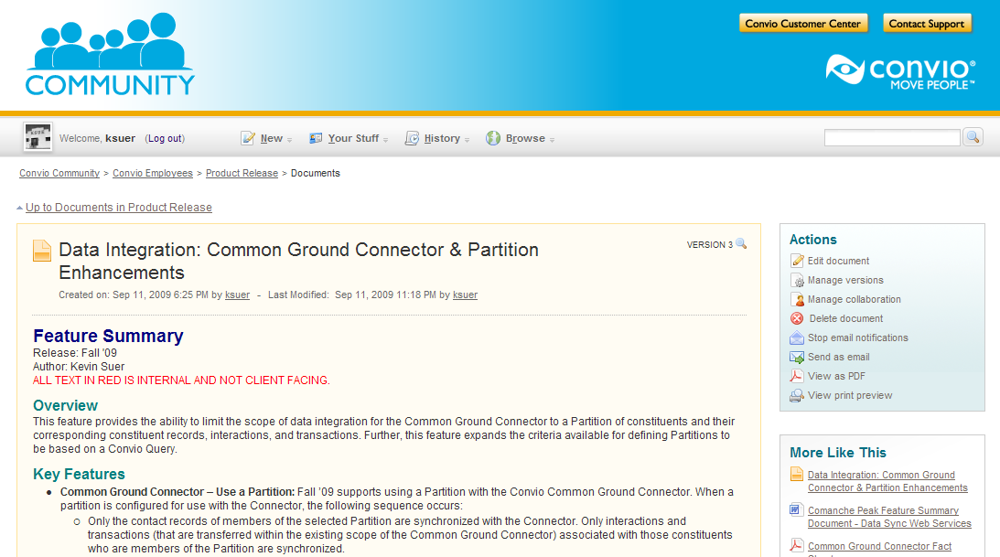 COMMUNITY
Convio Customer Center
Contact Support
CONVIO®
MOVE PEOPLE™
Welcome, ksuer (Log out)
New
Your Stuff
History
Browse
Convio Community > Convio Employees > Product Release > Documents
Up to Documents in Product Release
Data Integration: Common Ground Connector & Partition
Enhancements
VERSION 3
Created on: Sep 11, 2009 6:25 PM by ksuer - Last Modified: Sep 11, 2009 11:18 PM by ksuer
Feature Summary
Release: Fall '09
Author: Kevin Suer
ALL TEXT IN RED IS INTERNAL AND NOT CLIENT FACING.
Overview
This feature provides the ability to limit the scope of data integration for the Common Ground Connector to a Partition of constituents and their
corresponding constituent records, interactions, and transactions. Further, this feature expands the criteria available for defining Partitions to
be based on a Convio Query.
Key Features
• Common Ground Connector – Use a Partition: Fall '09 supports using a Partition with the Convio Common Ground Connector. When a
partition is configured for use with the Connector, the following sequence occurs:
o Only the contact records of members of the selected Partition are synchronized with the Connector. Only interactions and
transactions (that are transferred within the existing scope of the Common Ground Connector) associated with those constituents
who are members of the Partition are synchronized.
Actions
Edit document
Manage versions
Manage collaboration
Delete document
Stop email notifications
Send as email
View as PDF
View print preview
More Like This
Data Integration: Common Ground
Connector & Partition Enhancements
Comanche Peak Feature Summary
Document - Data Sync Web Services
Common Ground Connector Fact